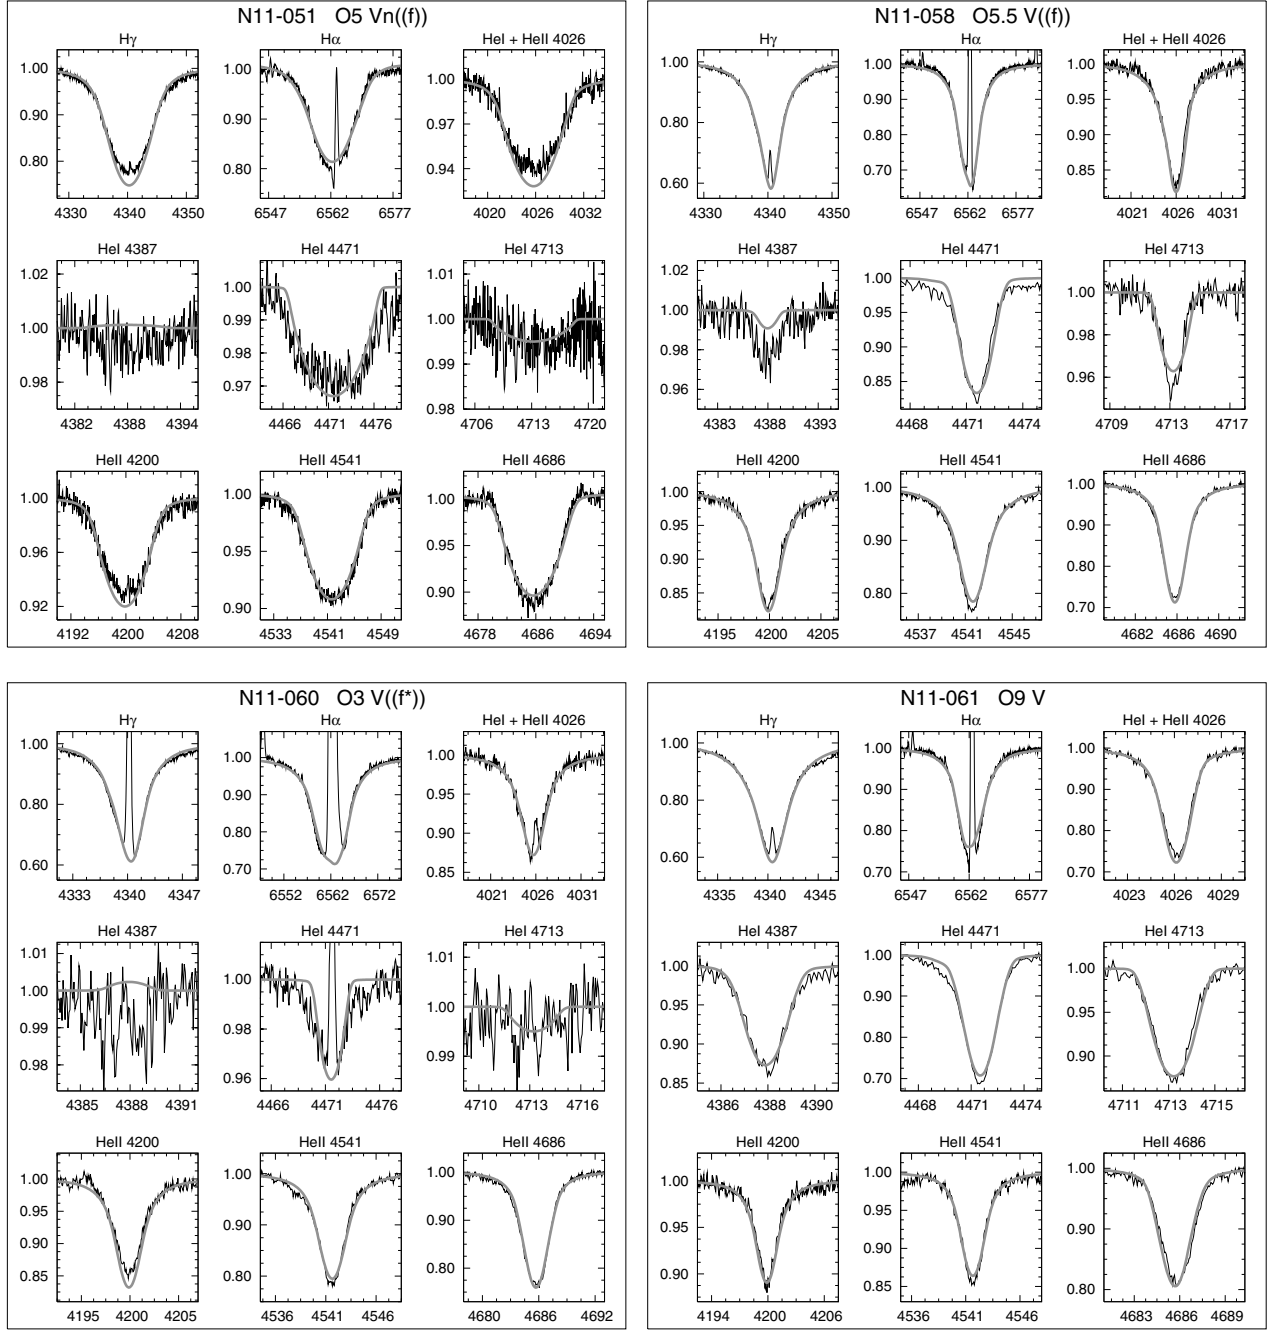 N11-051 O5 Vn((f))
Hγ Hα HeI + HeII 4026
1.00 0.90 0.80 4330 4340 4350
1.00 0.90 0.80 6547 6562 6577
1.00 0.97 0.94 4020 4026 4032
HeI 4387 HeI 4471 HeI 4713
1.02 1.00 0.98 4382 4389 4394
1.00 0.99 0.98 0.97 4466 4471 4476
1.01 1.00 0.99 0.98 4706 4713 4720
HeII 4200 HeII 4541 HeII 4686
1.00 0.96 0.92 4192 4200 4208
1.00 0.95 0.90 4533 4541 4549
1.00 0.95 0.90 4678 4686 4694
N11-058 O5.5 V((f))
Hγ Hα HeI + HeII 4026
1.00 0.80 0.60 4330 4340 4350
1.00 0.90 0.80 0.70 6547 6562 6577
1.00 0.95 0.90 0.85 4021 4026 4031
HeI 4387 HeI 4471 HeI 4713
1.02 1.00 0.98 0.96 4383 4388 4393
1.00 0.95 0.90 0.85 4468 4471 4474
1.00 0.98 0.96 4709 4713 4717
HeII 4200 HeII 4541 HeII 4686
1.00 0.95 0.90 0.85 4195 4200 4205
1.00 0.90 0.80 4537 4541 4545
1.00 0.90 0.80 0.70 4682 4686 4690
N11-060 O3 V((f*))
Hγ Hα HeI + HeII 4026
1.00 0.80 0.60 4333 4340 4347
1.00 0.90 0.80 0.70 6552 6562 6572
1.00 0.95 0.90 0.85 4021 4026 4031
HeI 4387 HeI 4471 HeI 4713
1.01 1.00 0.99 0.98 4385 4388 4391
1.00 0.98 0.96 4466 4471 4476
1.01 1.00 0.99 4710 4713 4716
HeII 4200 HeII 4541 HeII 4686
1.00 0.95 0.90 0.85 4195 4200 4205
1.00 0.90 0.80 4536 4541 4546
1.00 0.90 0.80 4680 4686 4692
N11-061 O9 V
Hγ Hα HeI + HeII 4026
1.00 0.80 0.60 4335 4340 4345
1.00 0.90 0.80 0.70 6547 6562 6577
1.00 0.90 0.80 0.70 4023 4026 4029
HeI 4387 HeI 4471 HeI 4713
1.00 0.95 0.90 0.85 4386 4388 4390
1.00 0.90 0.80 0.70 4468 4471 4474
1.00 0.95 0.90 4711 4713 4715
HeII 4200 HeII 4541 HeII 4686
1.00 0.95 0.90 4194 4200 4206
1.00 0.95 0.90 0.85 4536 4541 4546
1.00 0.90 0.80 4683 4686 4689